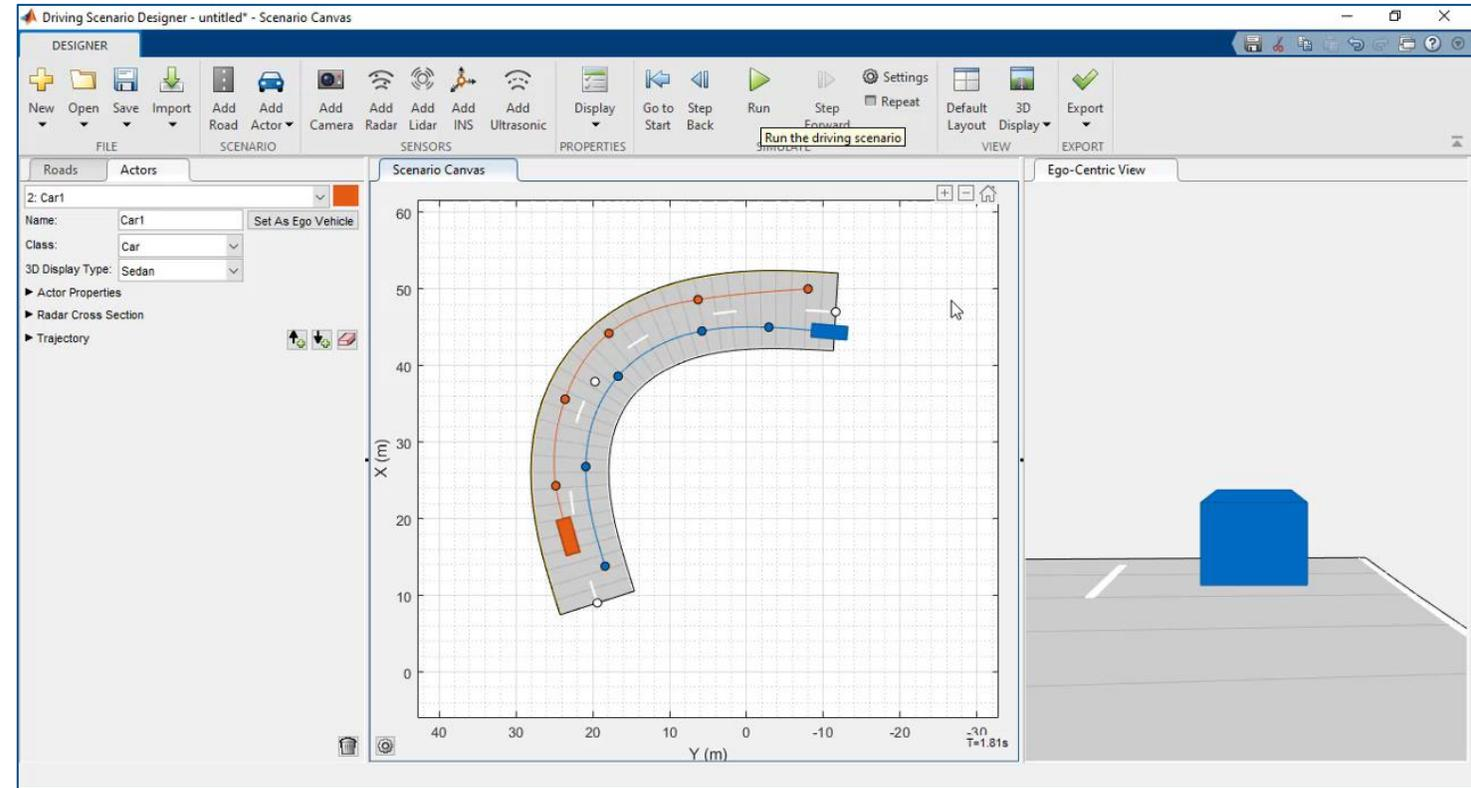 Driving Scenario Designer - untitled* - Scenario Canvas
DESIGNER
New Open Save Import
FILE
Add Road Add Actor
SCENARIO
Add Camera Add Radar Add Lidar Add INS Add Ultrasonic
SENSORS
Display
PROPERTIES
Go to Start Step Back Run Step Forward
Settings
Repeat
Run the driving scenario
SIMULATE
Default Layout 3D Display
VIEW
Export
EXPORT
Roads Actors
2: Car1
Name: Car1 Set As Ego Vehicle
Class: Car
3D Display Type: Sedan
Actor Properties
Radar Cross Section
Trajectory
Scenario Canvas
60
50
40
30
20
10
0
X (m)
40 30 20 10 0 -10 -20 -30
Y (m)
T=1.81s
Ego-Centric View